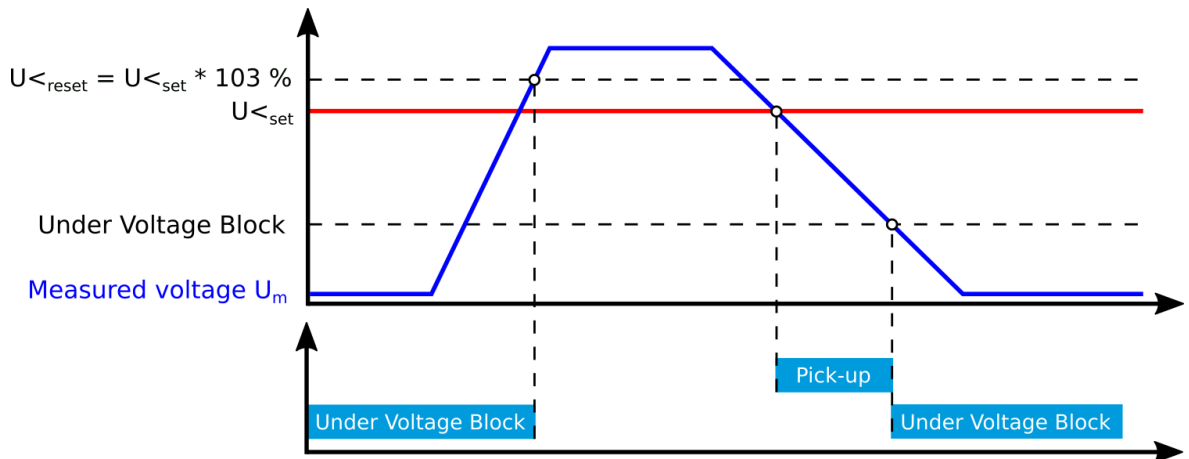 U<reset = U<set * 103 %
U<set
Under Voltage Block
Measured voltage Um
Pick-up
Under Voltage Block
Under Voltage Block